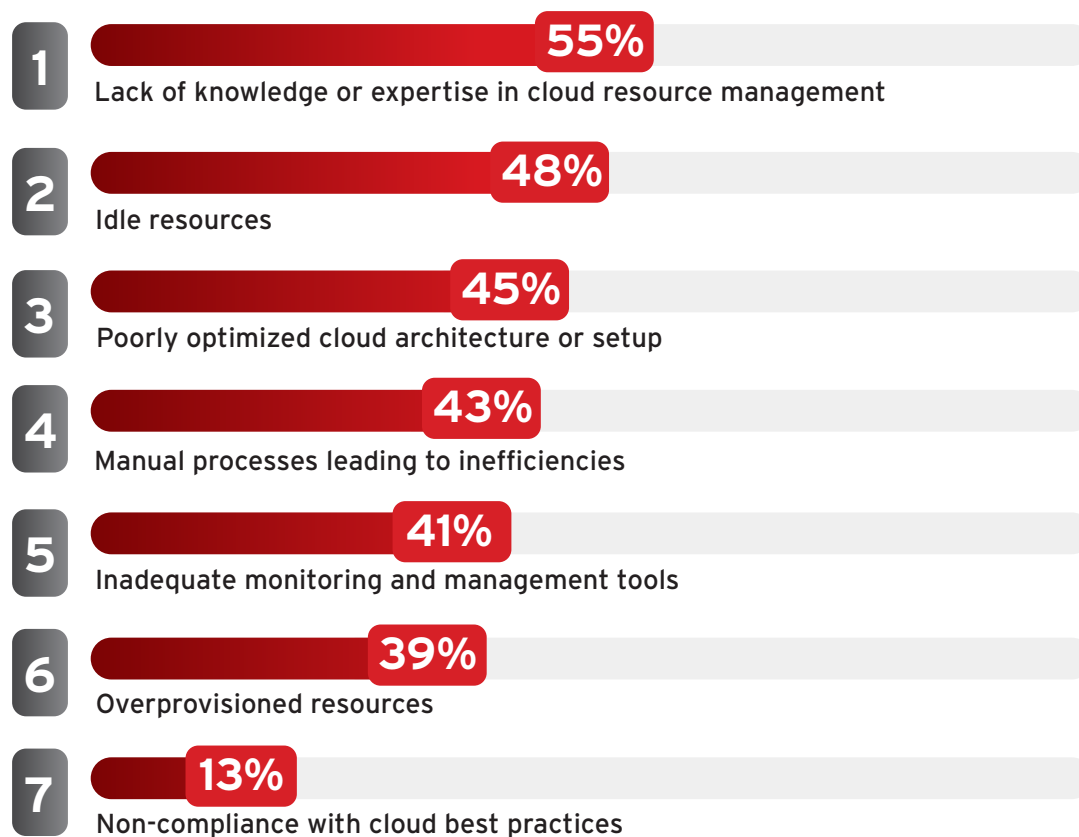 1
55%
Lack of knowledge or expertise in cloud resource management
2
48%
Idle resources
3
45%
Poorly optimized cloud architecture or setup
4
43%
Manual processes leading to inefficiencies
5
41%
Inadequate monitoring and management tools
6
39%
Overprovisioned resources
7
13%
Non-compliance with cloud best practices